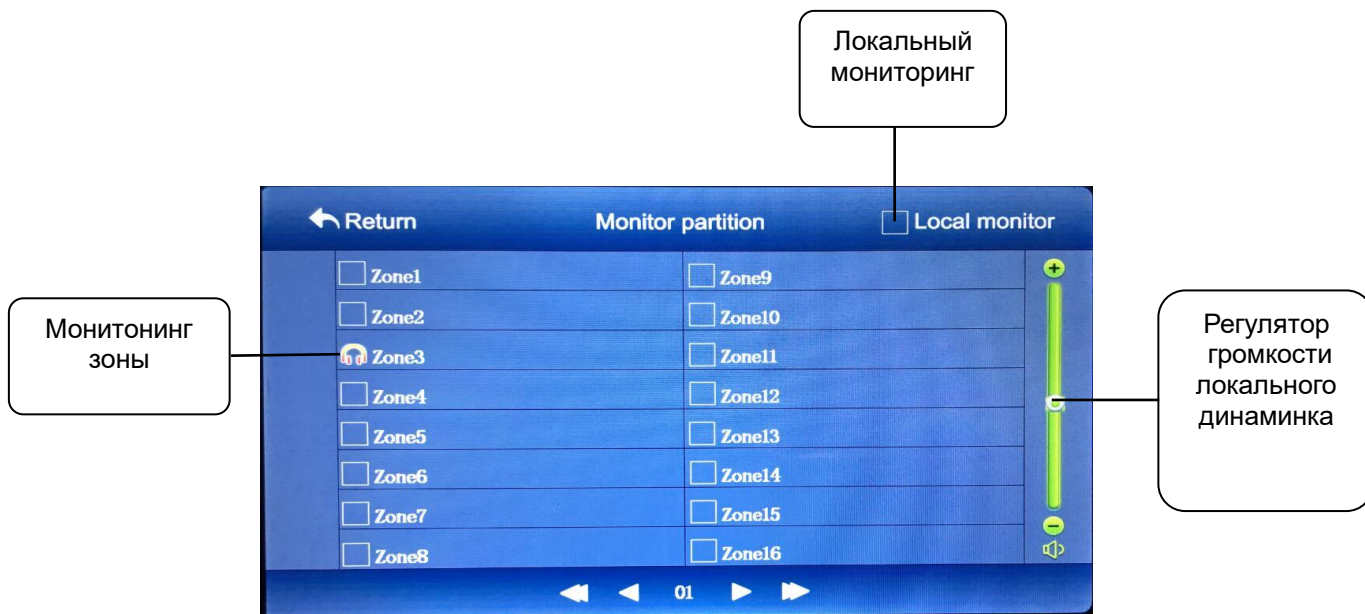 Локальный
мониторинг
Return Monitor partition Local monitor
Zone1 Zone9
Zone2 Zone10
Zone3 Zone11
Zone4 Zone12
Zone5 Zone13
Zone6 Zone14
Zone7 Zone15
Zone8 Zone16
01
Монитонинг
зоны
Регулятор
громкости
локального
динаминка